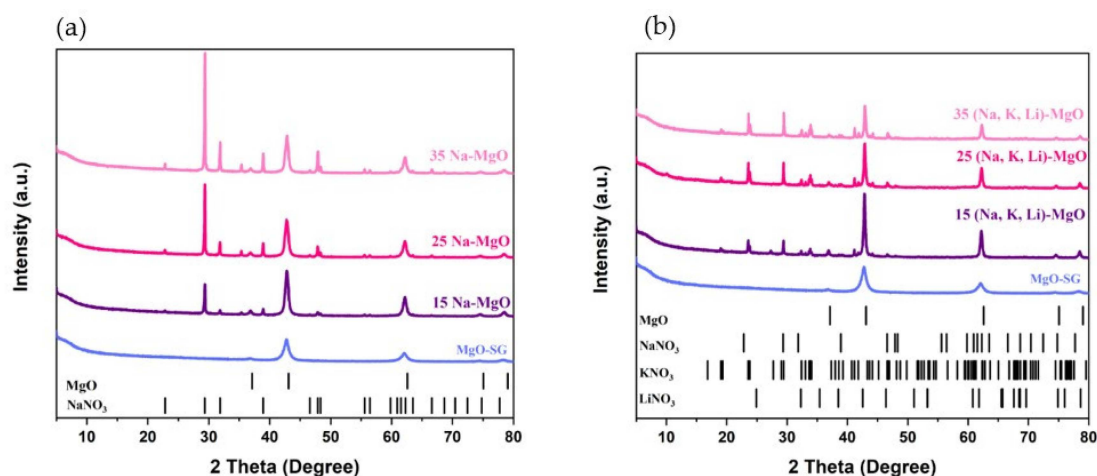 (a)
Intensity (a.u.)
35 Na-MgO
25 Na-MgO
15 Na-MgO
MgO-SG
MgO
NaNO₃
10 20 30 40 50 60 70 80
2 Theta (Degree)
(b)
Intensity (a.u.)
35 (Na, K, Li)-MgO
25 (Na, K, Li)-MgO
15 (Na, K, Li)-MgO
MgO-SG
MgO
NaNO₃
KNO₃
LiNO₃
10 20 30 40 50 60 70 80
2 Theta (Degree)